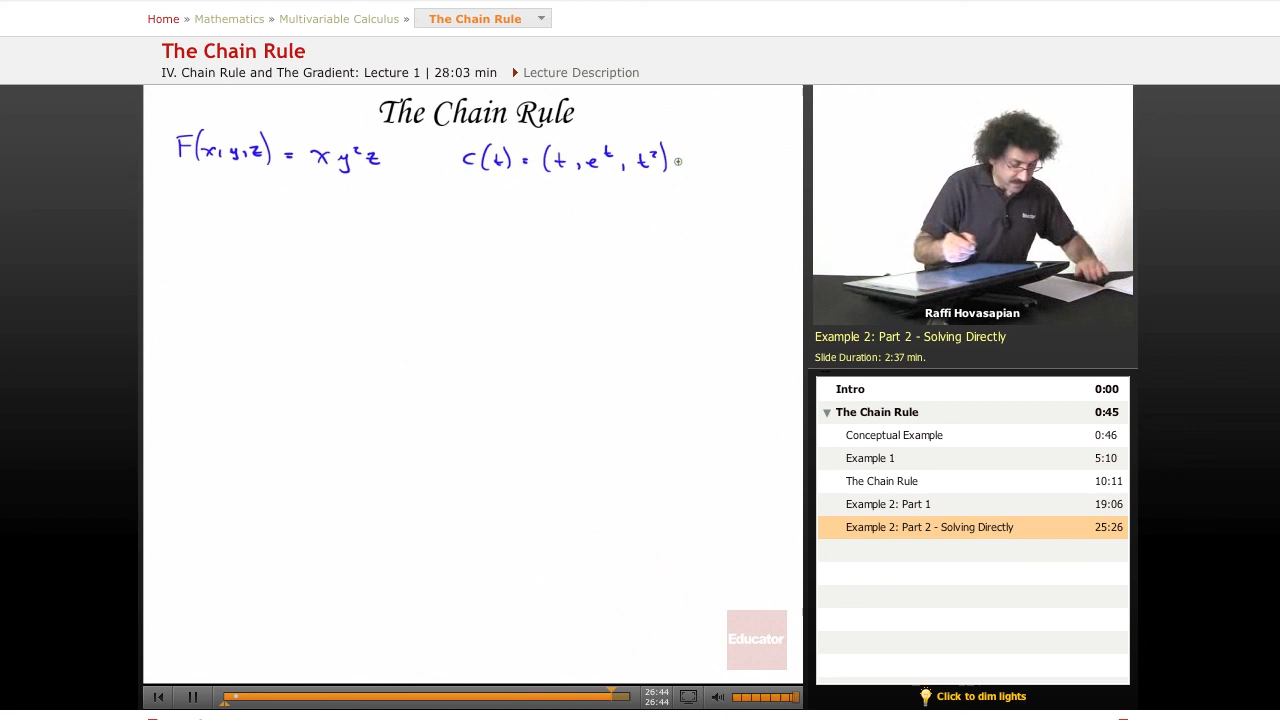 Home » Mathematics » Multivariable Calculus » The Chain Rule
The Chain Rule
IV. Chain Rule and The Gradient: Lecture 1 | 28:03 min Lecture Description
The Chain Rule
F(x,y,z) = xy²z c(t) = (t, e^t, t²)
Educator
Raffi Hovasapian
Example 2: Part 2 - Solving Directly
Slide Duration: 2:37 min.
Intro 0:00
The Chain Rule 0:45
Conceptual Example 0:46
Example 1 5:10
The Chain Rule 10:11
Example 2: Part 1 19:06
Example 2: Part 2 - Solving Directly 25:26
26:44
26:44
Click to dim lights